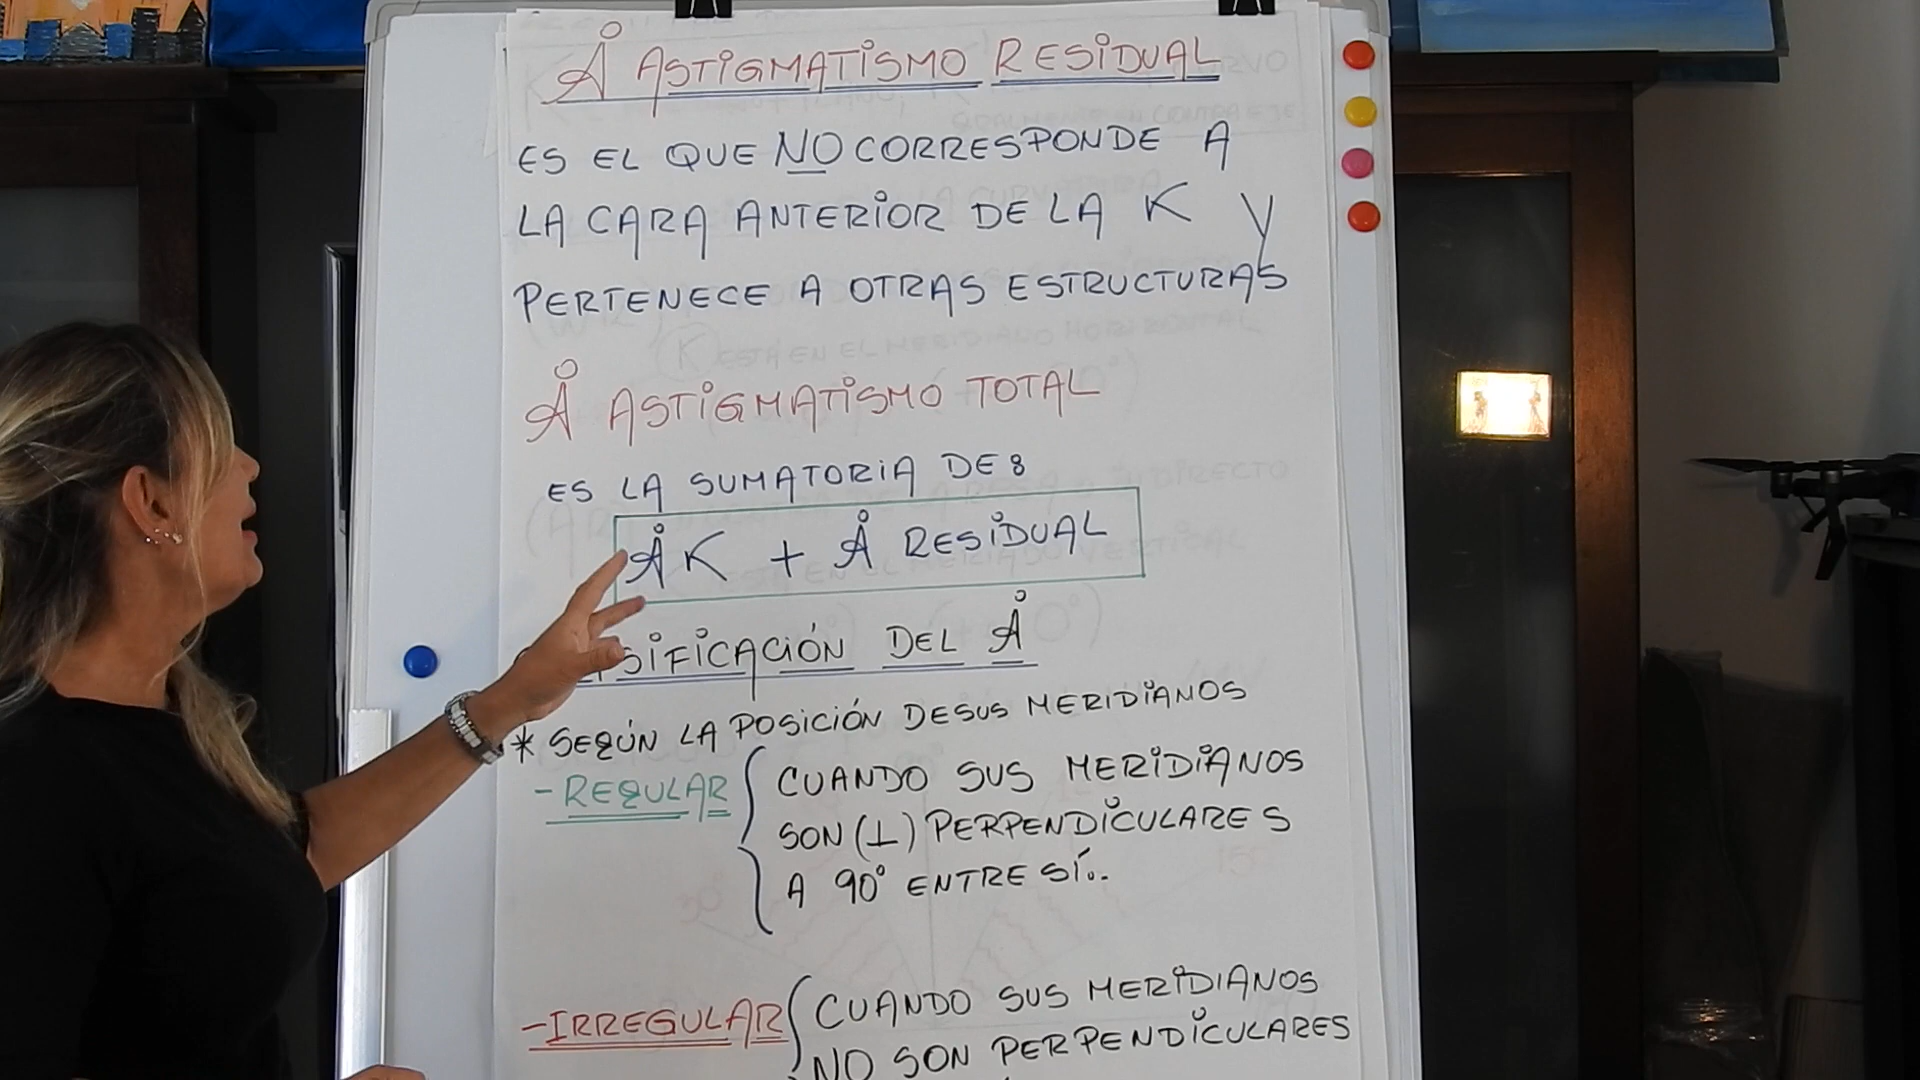 Å ASTIGMATISMO RESIDUAL
ES EL QUE NO CORRESPONDE A
LA CARA ANTERIOR DE LA K Y
PERTENECE A OTRAS ESTRUCTURAS
Å ASTIGMATISMO TOTAL
ES LA SUMATORIA DE:
ÅK + Å RESIDUAL
DEL Å
* SEGÚN LA POSICIÓN DE SUS MERIDIANOS
- REGULAR { CUANDO SUS MERIDIANOS
SON (⊥) PERPENDICULARES
A 90° ENTRE SÍ..
- IRREGULAR { CUANDO SUS MERIDIANOS
NO SON PERPENDICULARES